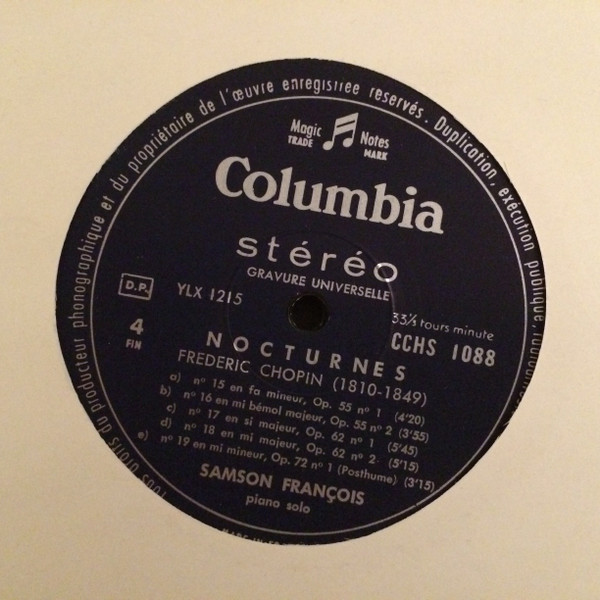 Tous droits du producteur phonographique et du propriétaire de l'œuvre enregistrée réservés. Duplication, exécution publique,
Magic Notes
TRADE MARK
Columbia
stéréo
GRAVURE UNIVERSELLE
D.P.
YLX 1215
33⅓ tours minute
4
FIN
CCHS 1088
NOCTURNES
FREDERIC CHOPIN (1810-1849)
a) nº 15 en fa mineur, Op. 55 nº 1 (4'20)
b) nº 16 en mi bémol majeur, Op. 55 nº 2 (3'55)
c) nº 17 en si majeur, Op. 62 nº 1 (5'45)
d) nº 18 en mi majeur, Op. 62 nº 2 (5'15)
e) nº 19 en mi mineur, Op. 72 nº 1 (Posthume) (3'15)
SAMSON FRANÇOIS
piano solo